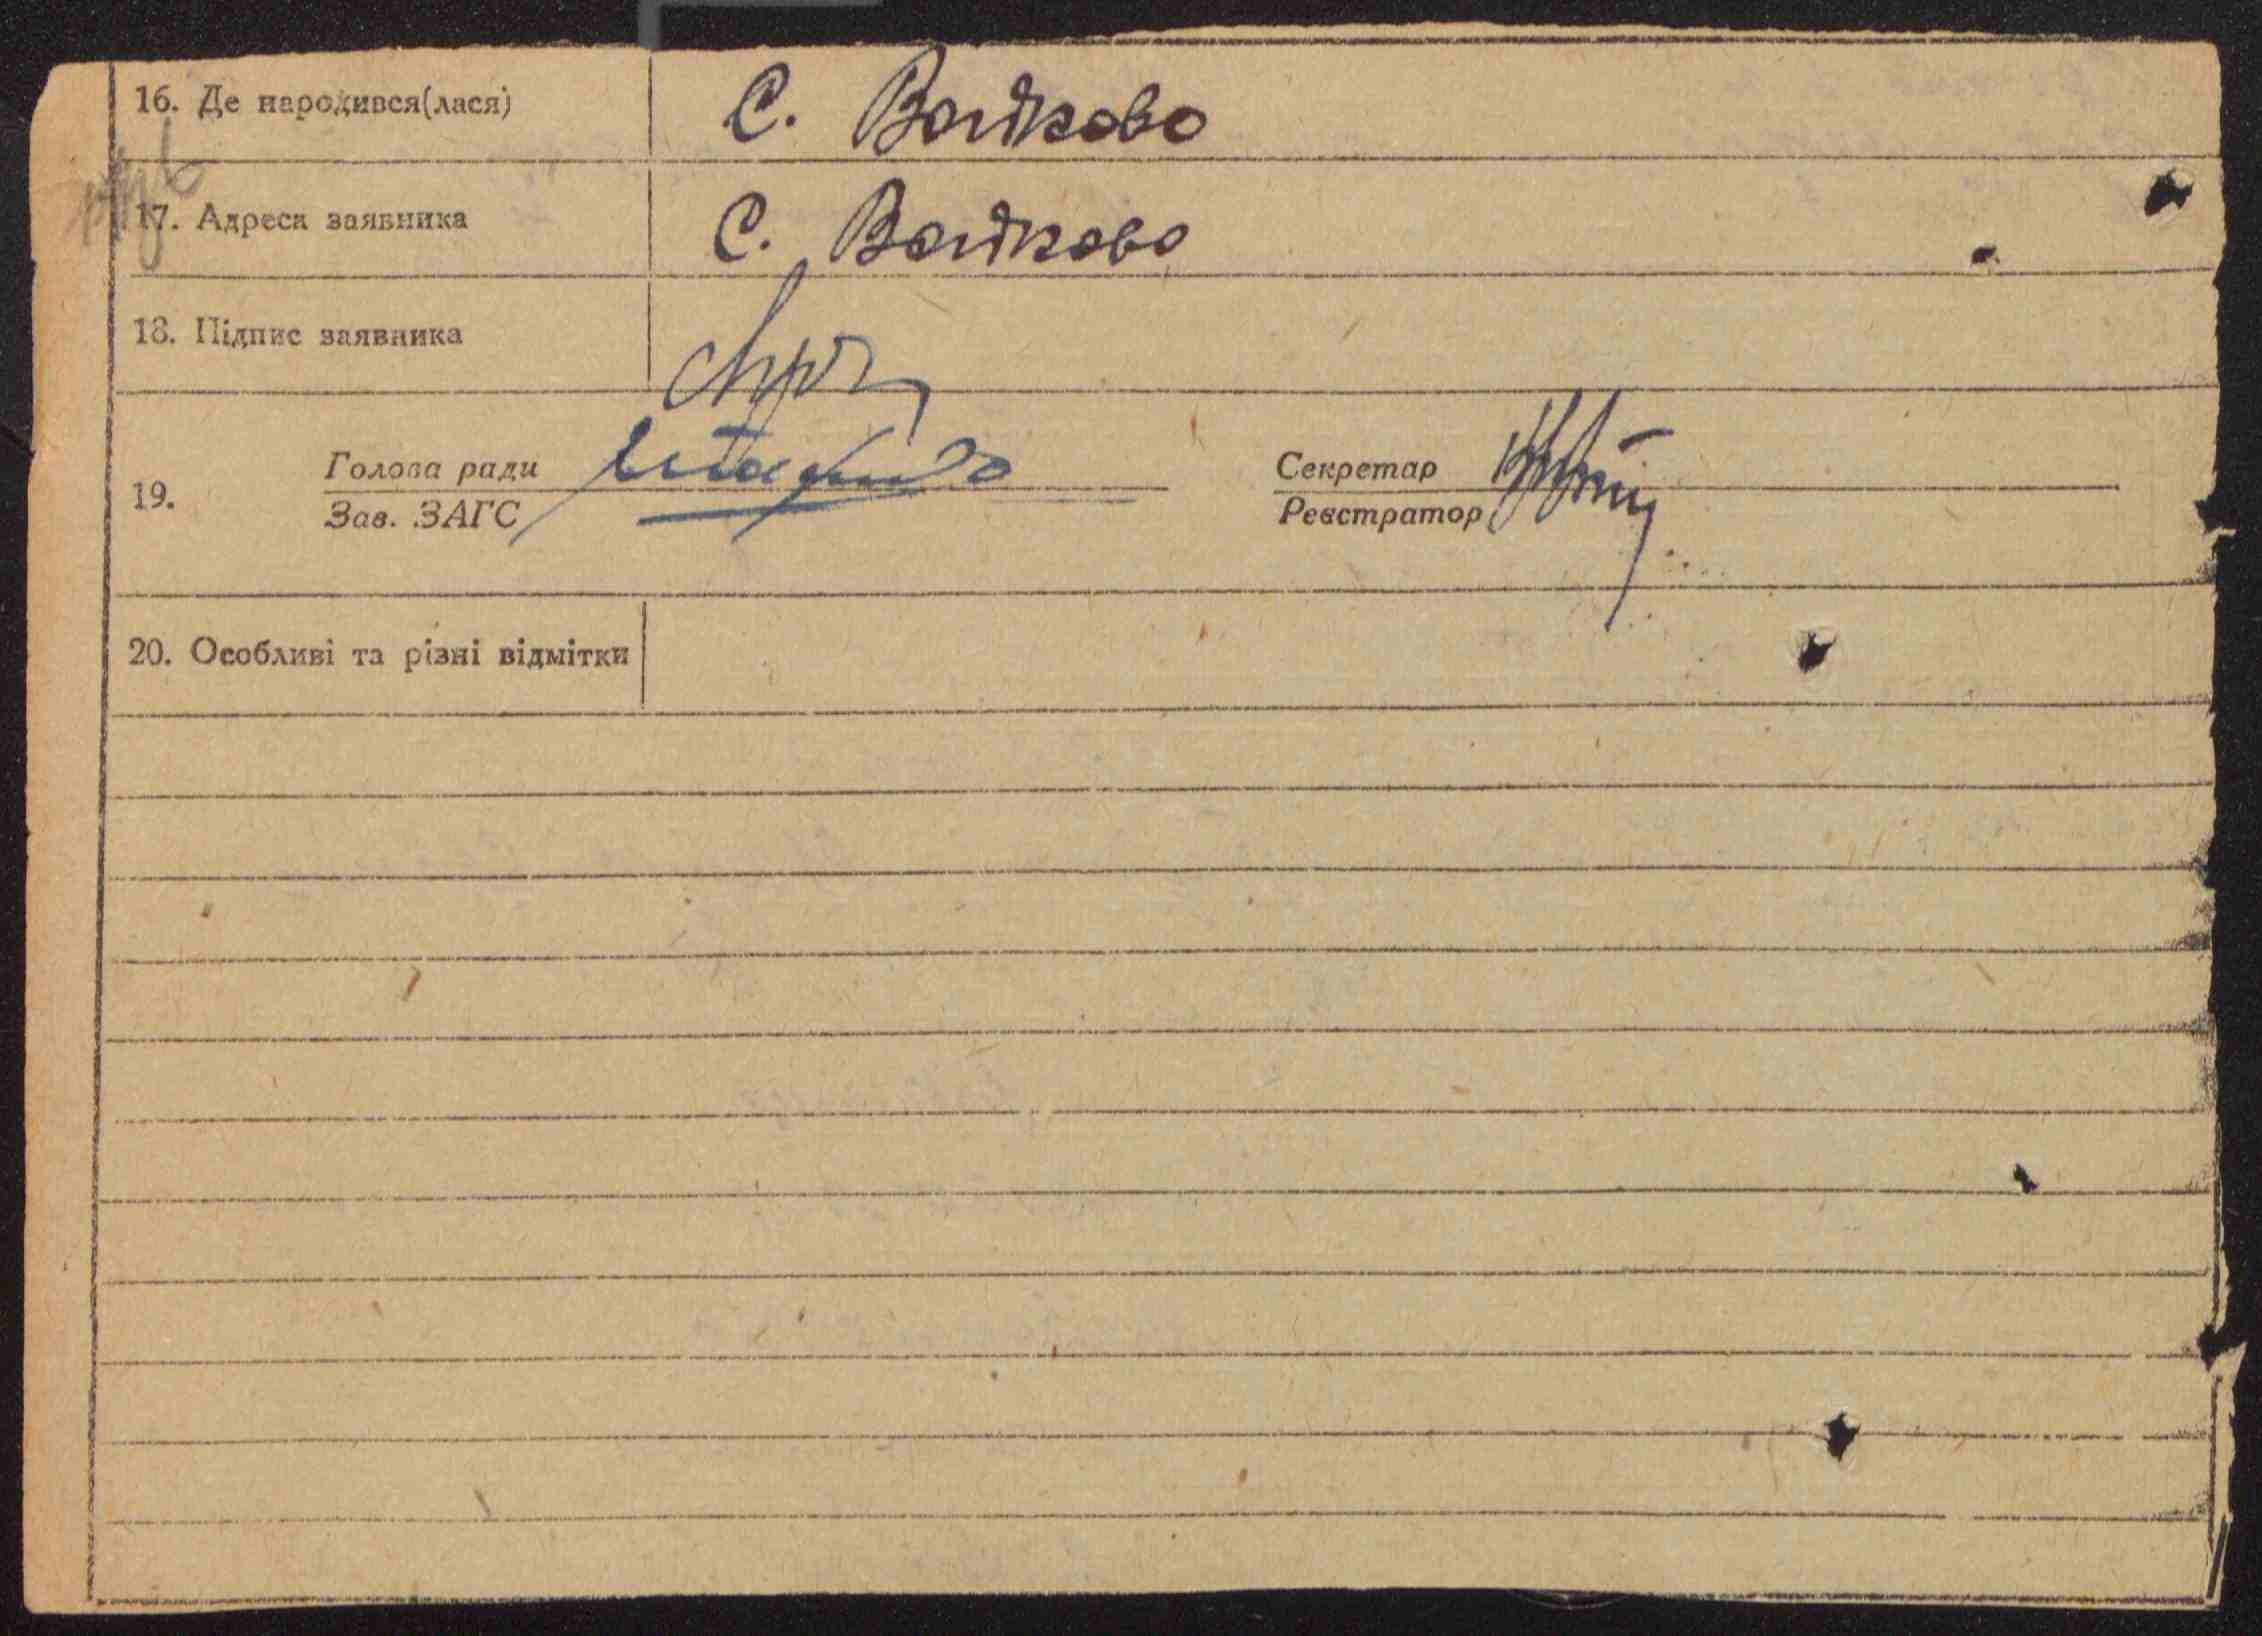 16. Де народився(лася) С. Войково
17. Адреса заявника С. Войково
18. Підпис заявника
19. Голова ради Секретар
Зав. ЗАГС Реєстратор
20. Особливі та різні відмітки